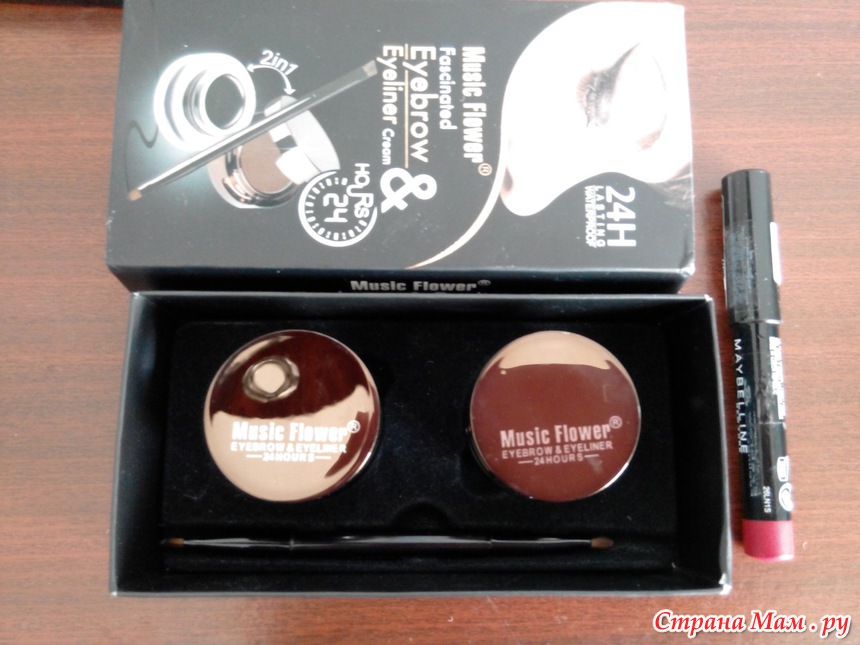 2in1
Music Flower®
Fascinated
Eyebrow
&
Eyeliner Cream
HOURS
24
24H
LASTING
WATERPROOF
Music Flower®
Music Flower®
EYEBROW & EYELINER
24HOURS
Music Flower®
EYEBROW & EYELINER
24HOURS
MAYBELLINE
Страна Мам.ру